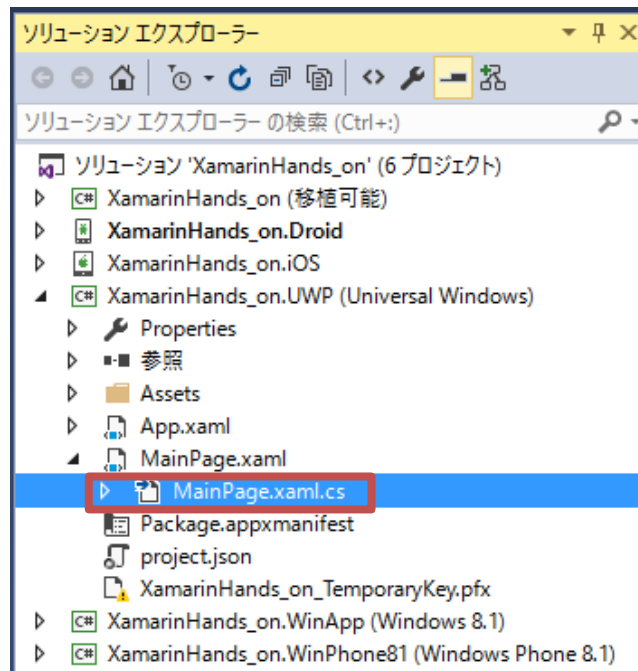 ソリューション エクスプローラー
ソリューション エクスプローラー の検索 (Ctrl+:)
ソリューション 'XamarinHands_on' (6 プロジェクト)
C# XamarinHands_on (移植可能)
XamarinHands_on.Droid
XamarinHands_on.iOS
C# XamarinHands_on.UWP (Universal Windows)
Properties
参照
Assets
App.xaml
MainPage.xaml
MainPage.xaml.cs
Package.appxmanifest
project.json
XamarinHands_on_TemporaryKey.pfx
C# XamarinHands_on.WinApp (Windows 8.1)
C# XamarinHands_on.WinPhone81 (Windows Phone 8.1)